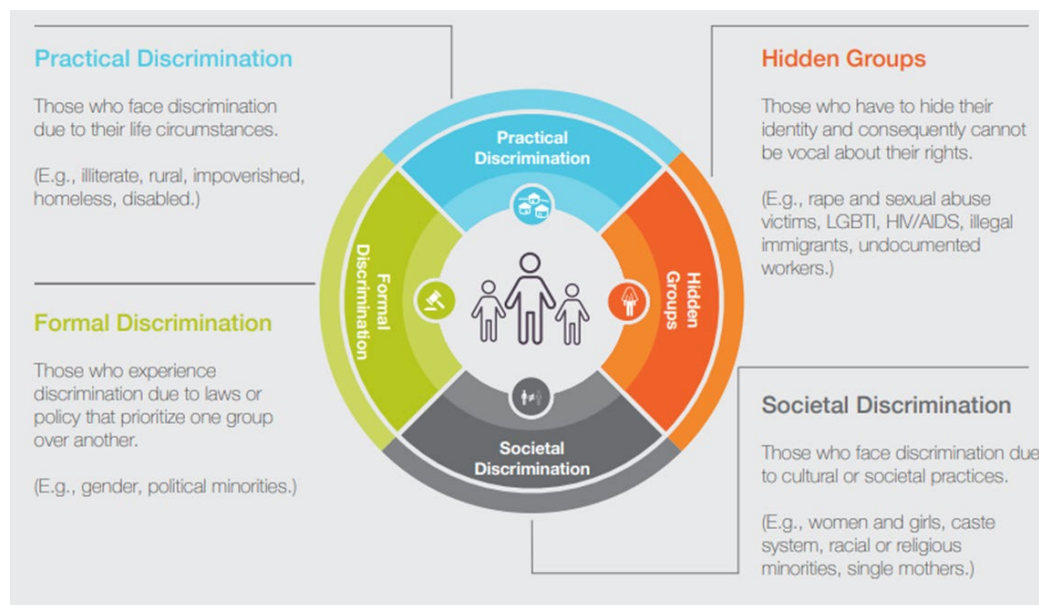 Practical Discrimination
Those who face discrimination
due to their life circumstances.
(E.g., illiterate, rural, impoverished,
homeless, disabled.)
Formal Discrimination
Those who experience
discrimination due to laws or
policy that prioritize one group
over another.
(E.g., gender, political minorities.)
Practical
Discrimination
Formal
Discrimination
Hidden
Groups
Societal
Discrimination
Hidden Groups
Those who have to hide their
identity and consequently cannot
be vocal about their rights.
(E.g., rape and sexual abuse
victims, LGBTI, HIV/AIDS, illegal
immigrants, undocumented
workers.)
Societal Discrimination
Those who face discrimination due
to cultural or societal practices.
(E.g., women and girls, caste
system, racial or religious
minorities, single mothers.)